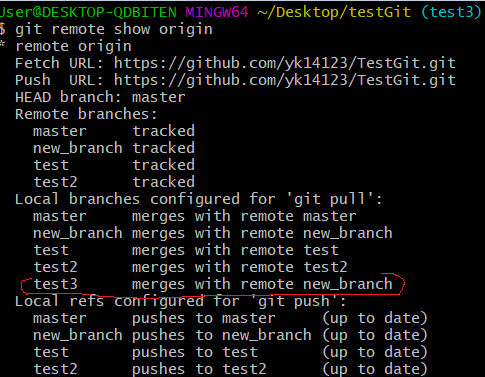 User@DESKTOP-QDBITEN MINGW64 ~/Desktop/testGit (test3)
$ git remote show origin
* remote origin
  Fetch URL: https://github.com/yk14123/TestGit.git
  Push  URL: https://github.com/yk14123/TestGit.git
  HEAD branch: master
  Remote branches:
    master     tracked
    new_branch tracked
    test       tracked
    test2      tracked
  Local branches configured for 'git pull':
    master     merges with remote master
    new_branch merges with remote new_branch
    test       merges with remote test
    test2      merges with remote test2
    test3      merges with remote new_branch
  Local refs configured for 'git push':
    master     pushes to master     (up to date)
    new_branch pushes to new_branch (up to date)
    test       pushes to test       (up to date)
    test2      pushes to test2      (up to date)